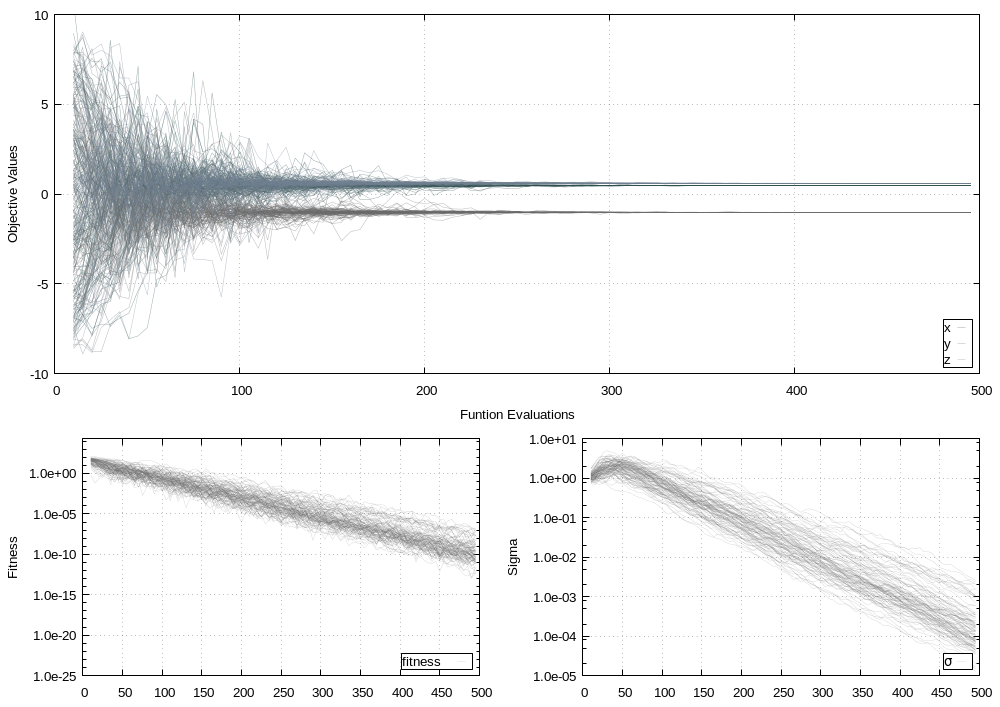 10
5
0
-5
-10
Objective Values
x
y
z
0 100 200 300 400 500
Funtion Evaluations
1.0e+00
1.0e-05
1.0e-10
1.0e-15
1.0e-20
1.0e-25
Fitness
fitness
0 50 100 150 200 250 300 350 400 450 500
1.0e+01
1.0e+00
1.0e-01
1.0e-02
1.0e-03
1.0e-04
1.0e-05
Sigma
σ
0 50 100 150 200 250 300 350 400 450 500